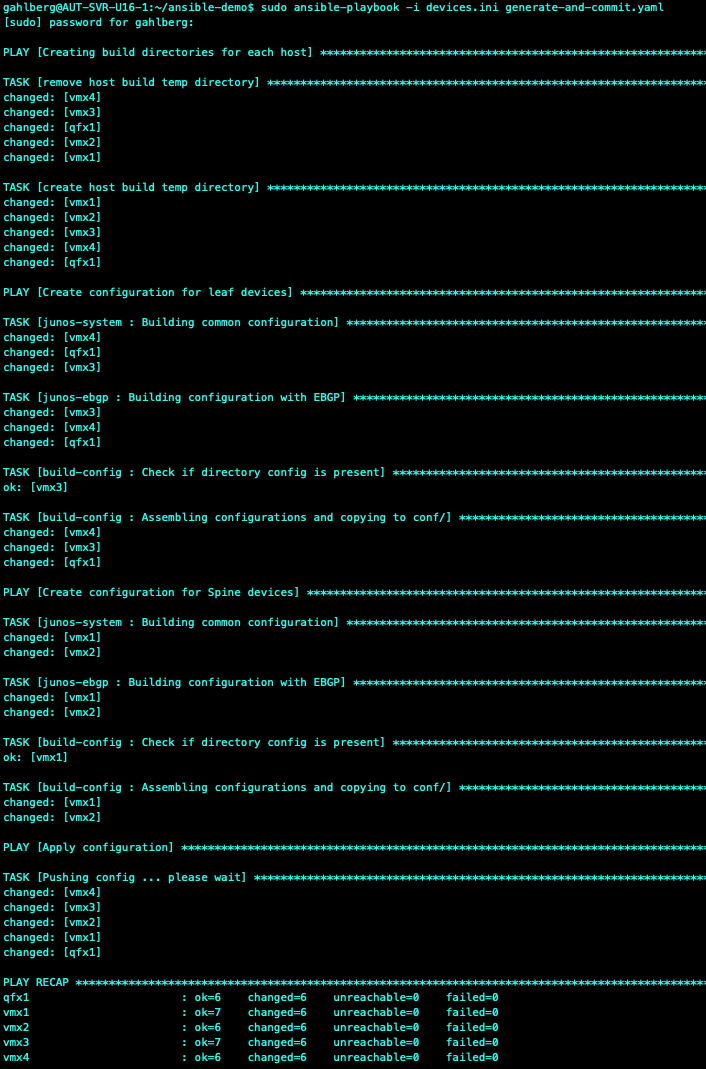 gahlberg@AUT-SVR-U16-1:~/ansible-demo$ sudo ansible-playbook -i devices.ini generate-and-commit.yaml
[sudo] password for gahlberg:
PLAY [Creating build directories for each host] **********************************************************
TASK [remove host build temp directory] ******************************************************************
changed: [vmx4]
changed: [vmx3]
changed: [qfx1]
changed: [vmx2]
changed: [vmx1]
TASK [create host build temp directory] ******************************************************************
changed: [vmx1]
changed: [vmx2]
changed: [vmx3]
changed: [vmx4]
changed: [qfx1]
PLAY [Create configuration for leaf devices] *************************************************************
TASK [junos-system : Building common configuration] ******************************************************
changed: [vmx4]
changed: [qfx1]
changed: [vmx3]
TASK [junos-ebgp : Building configuration with EBGP] *****************************************************
changed: [vmx3]
changed: [vmx4]
changed: [qfx1]
TASK [build-config : Check if directory config is present] ***********************************************
ok: [vmx3]
TASK [build-config : Assembling configurations and copying to conf/] *************************************
changed: [vmx4]
changed: [vmx3]
changed: [qfx1]
PLAY [Create configuration for Spine devices] ************************************************************
TASK [junos-system : Building common configuration] ******************************************************
changed: [vmx1]
changed: [vmx2]
TASK [junos-ebgp : Building configuration with EBGP] *****************************************************
changed: [vmx1]
changed: [vmx2]
TASK [build-config : Check if directory config is present] ***********************************************
ok: [vmx1]
TASK [build-config : Assembling configurations and copying to conf/] *************************************
changed: [vmx1]
changed: [vmx2]
PLAY [Apply configuration] *******************************************************************************
TASK [Pushing config ... please wait] ********************************************************************
changed: [vmx4]
changed: [vmx3]
changed: [vmx2]
changed: [vmx1]
changed: [qfx1]
PLAY RECAP ***********************************************************************************************
qfx1                       : ok=6    changed=6    unreachable=0    failed=0
vmx1                       : ok=7    changed=6    unreachable=0    failed=0
vmx2                       : ok=6    changed=6    unreachable=0    failed=0
vmx3                       : ok=7    changed=6    unreachable=0    failed=0
vmx4                       : ok=6    changed=6    unreachable=0    failed=0